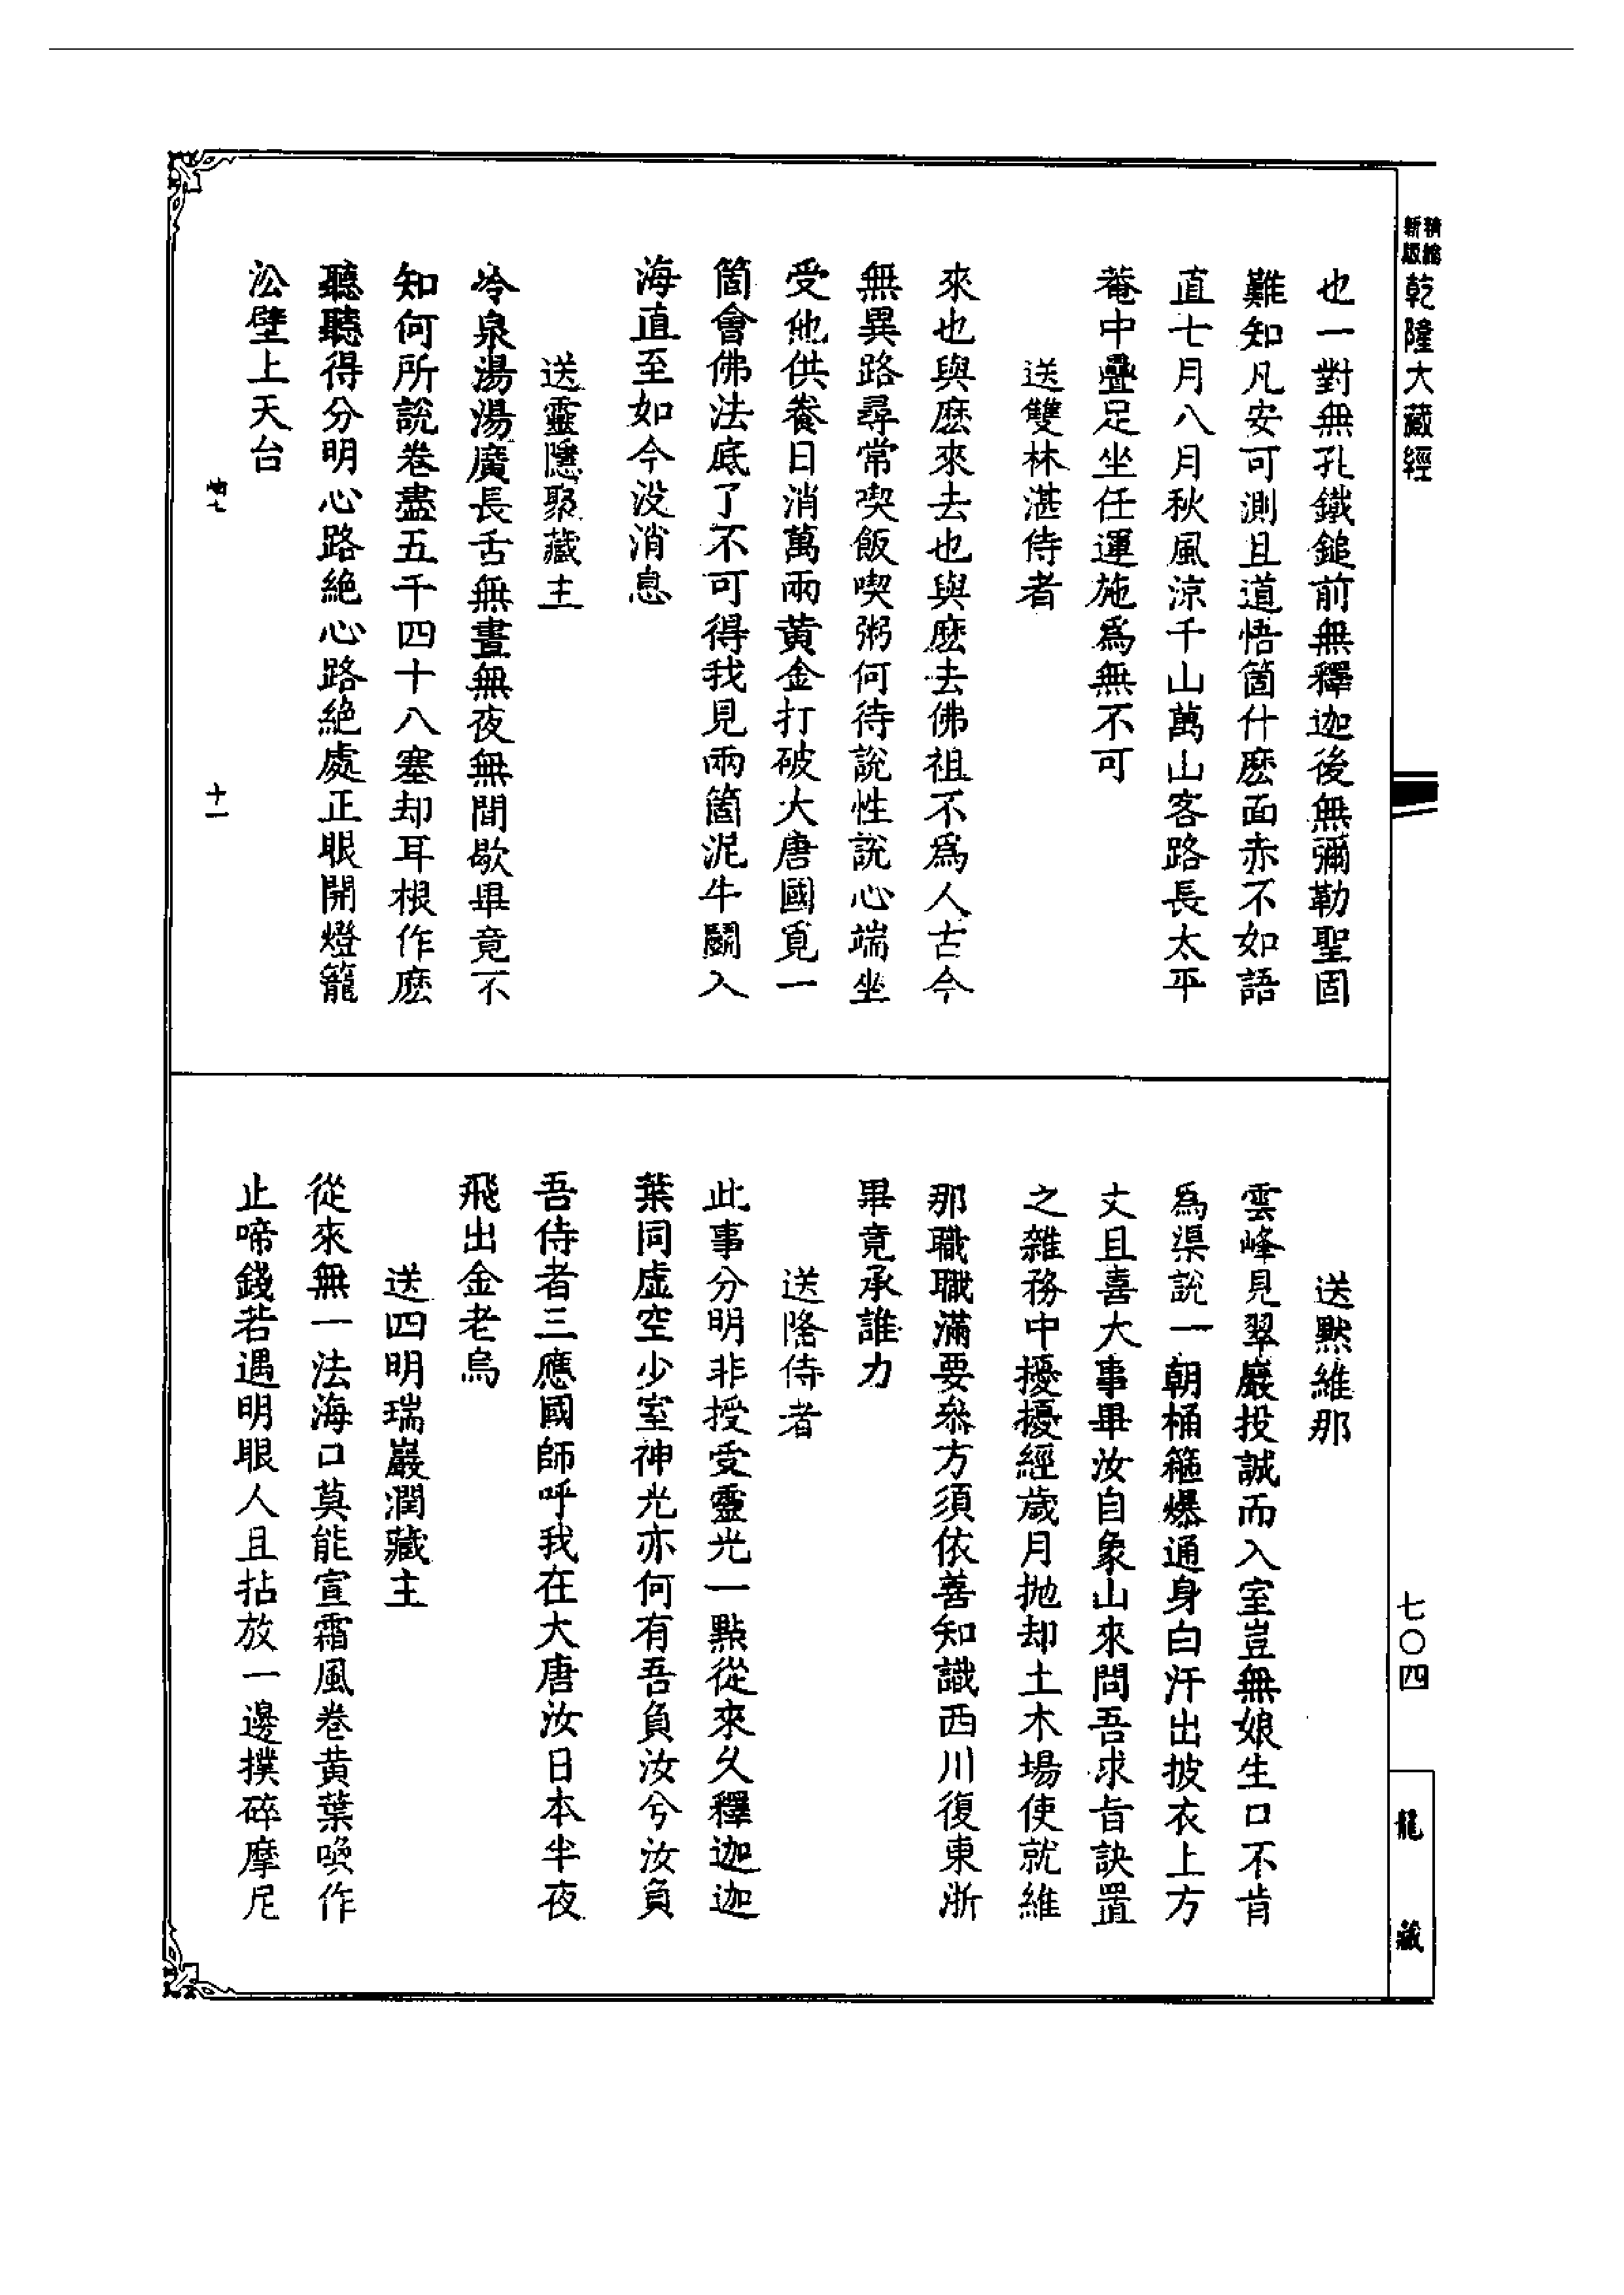 新版
精縮
乾隆大藏經
也一對無孔鐵鎚前無釋迦後無彌勒聖固
難知凡安可測且道悟箇什麽面赤不如語
直七月八月秋風涼千山萬山客路長太平
菴中疊足坐任運施爲無不可
送雙林湛侍者
來也與麽來去也與麽去佛祖不爲人古今
無異路尋常喫飯喫粥何待說性說心端坐
受他供養日消萬兩黃金打破大唐國覓一
箇會佛法底了不可得我見兩箇泥牛鬭入
海直至如今没消息
送靈隱聚藏主
冷泉湯湯廣長舌無晝無夜無間歇畢竟不
知何所說卷盡五千四十八塞却耳根作麽
聽聽得分明心路絶心路絶處正眼開燈籠
㳂壁上天台
十一
送黙維那
雲峰見翠巖投誠而入室豈無娘生口不肯
爲渠說一朝桶箍爆通身白汗出披衣上方
丈且喜大事畢汝自象山來問吾求旨訣置
之雜務中擾擾經歲月抛却土木場使就維
那職職滿要叅方須依善知識西川復東浙
畢竟承誰力
送隆侍者
此事分明非授受靈光一點從來久釋迦迦
葉同虛空少室神光亦何有吾負汝兮汝負
吾侍者三應國師呼我在大唐汝日本半夜
飛出金老烏
送四明瑞巖潤藏主
從來無一法海口莫能宣霜風卷黃葉喚作
止啼錢若遇明眼人且拈放一邊撲碎摩尼
七〇四
龍藏